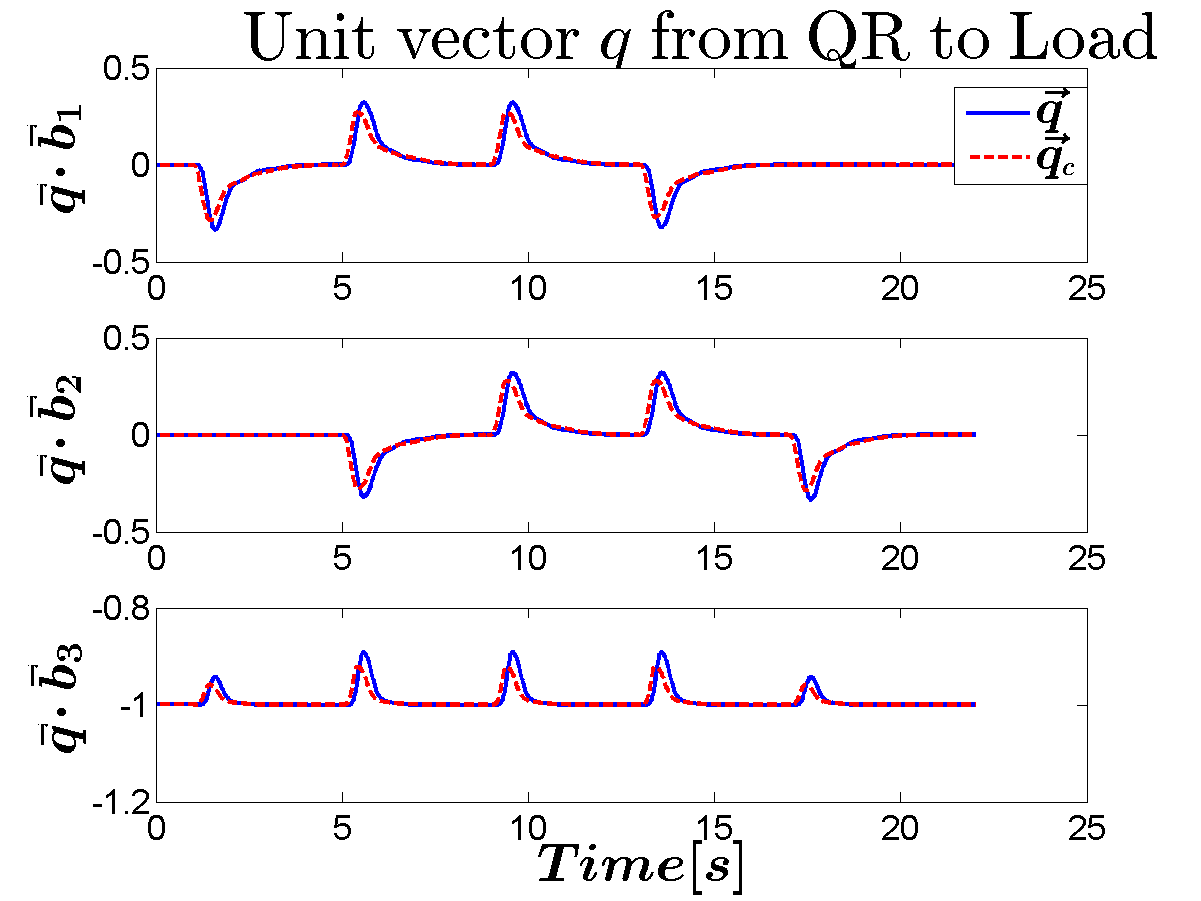 Unit vector q from QR to Load
0.5
0
-0.5
q̄ · b̄₁
q⃗
q⃗c
0 5 10 15 20 25
0.5
0
-0.5
q̄ · b̄₂
0 5 10 15 20 25
-0.8
-1
-1.2
q̄ · b̄₃
0 5 10 15 20 25
Time[s]